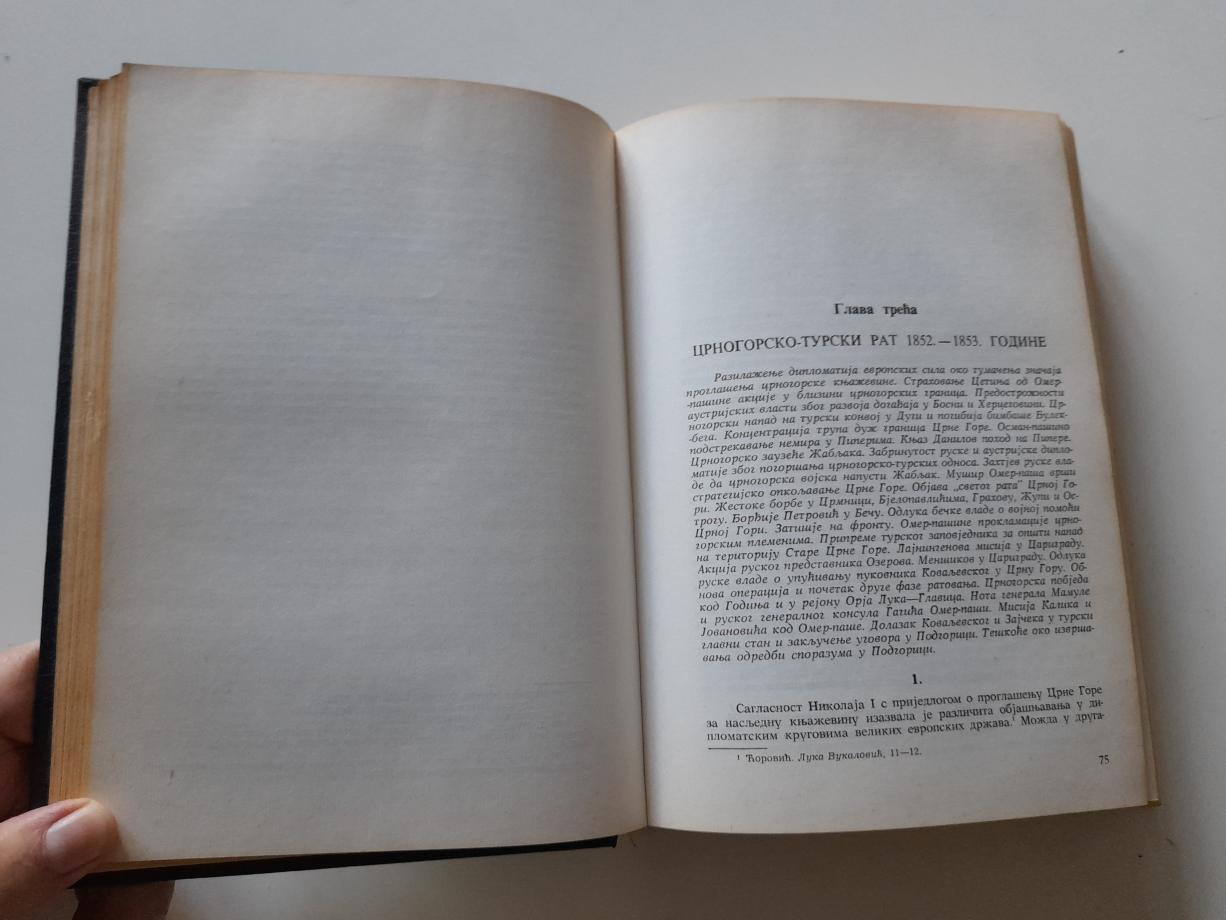 Глава трећа
ЦРНОГОРСКО-ТУРСКИ РАТ 1852.—1853. ГОДИНЕ
Разилажење дипломатија европских сила око тумачења значаја
проглашења црногорске књажевине. Страховање Цетиња од Омер-
-пашине акције у близини црногорских граница. Предострожности
аустријских власти због развоја догађаја у Босни и Херцеговини. Цр-
ногорски напад на турски конвој у Дуги и погибија бимбаше Булек-
-бега. Концентрација трупа дуж граница Црне Горе. Осман-пашино
подстрекавање немира у Пиперима. Књаз Данилов поход на Пипере.
Црногорско заузеће Жабљака. Забринутост руске и аустријске дипло-
матије због погоршања црногорско-турских односа. Захтјев руске вла-
де да црногорска војска напусти Жабљак. Мушир Омер-паша врши
стратегијско опкољавање Црне Горе. Објава „светог рата" Црној Го-
ри. Жестоке борбе у Црмници, Бјелопавлићима, Грахову, Жупи и Ос-
трогу. Ђорђије Петровић у Бечу. Одлука бечке владе о војној помоћи
Црној Гори. Затишје на фронту. Омер-пашине прокламације црно-
горским племенима. Припреме турског заповједника за општи напад
на територију Старе Црне Горе. Лајнингенова мисија у Цариграду.
Акција руског представника Озерова. Меншиков у Цариграду. Одлука
руске владе о упућивању пуковника Коваљевског у Црну Гору. Об-
нова операција и почетак друге фазе ратовања. Црногорска побједа
код Годиња и у рејону Орја Лука—Главица. Нота генерала Мамуле
и руског генералног консула Гагића Омер-паши. Мисија Калика и
Јовановића код Омер-паше. Долазак Коваљевског и Зајчека у турски
главни стан и закључење уговора у Подгорици. Тешкоће око изврша-
вања одредби споразума у Подгорици.
1.
Сагласност Николаја I с приједлогом о проглашењу Црне Горе
за насљедну књажевину изазвала је различита објашњавања у ди-
пломатским круговима великих европских држава.¹ Можда у друга-
¹ Ћоровић. Лука Вукаловић, 11—12.
75